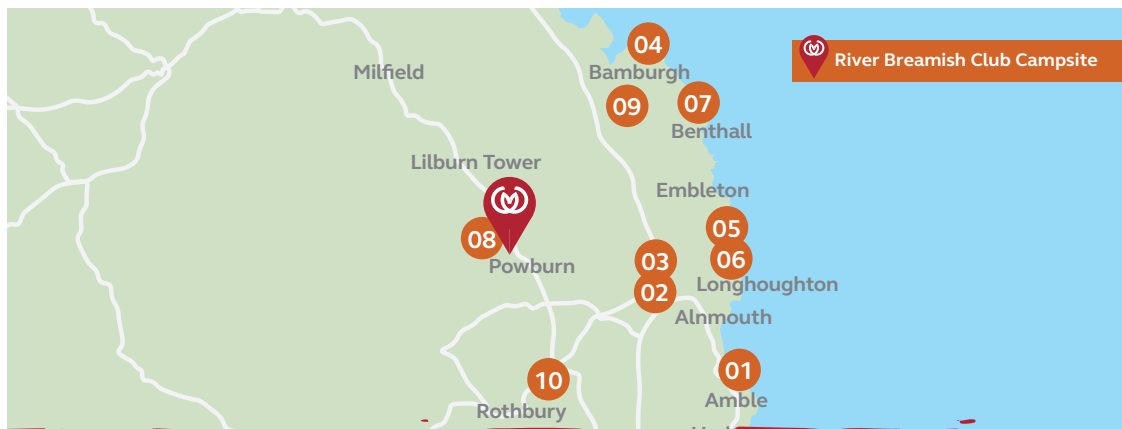 04
River Breamish Club Campsite
Milfield
Bamburgh
09
07
Benthall
Lilburn Tower
Embleton
08
05
03
06
Powburn
Longhoughton
02
Alnmouth
01
10
Amble
Rothbury